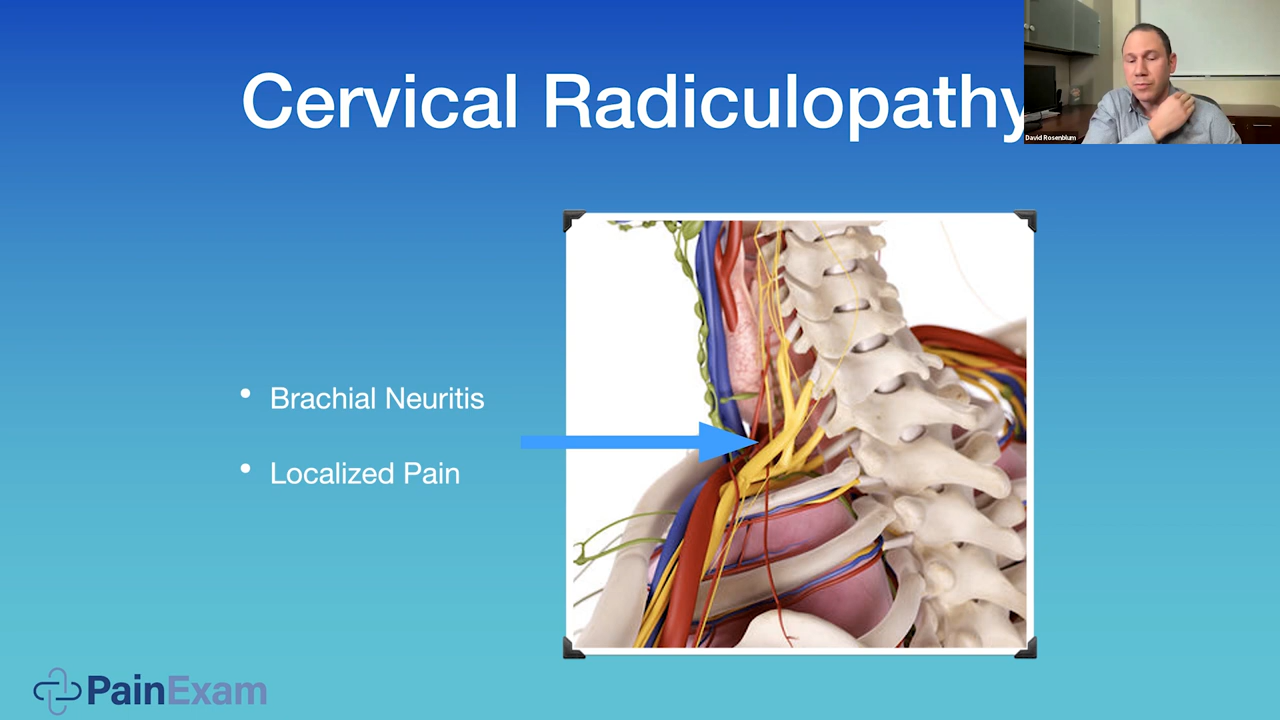 Cervical Radiculopathy
David Rosenblum
• Brachial Neuritis
• Localized Pain
PainExam